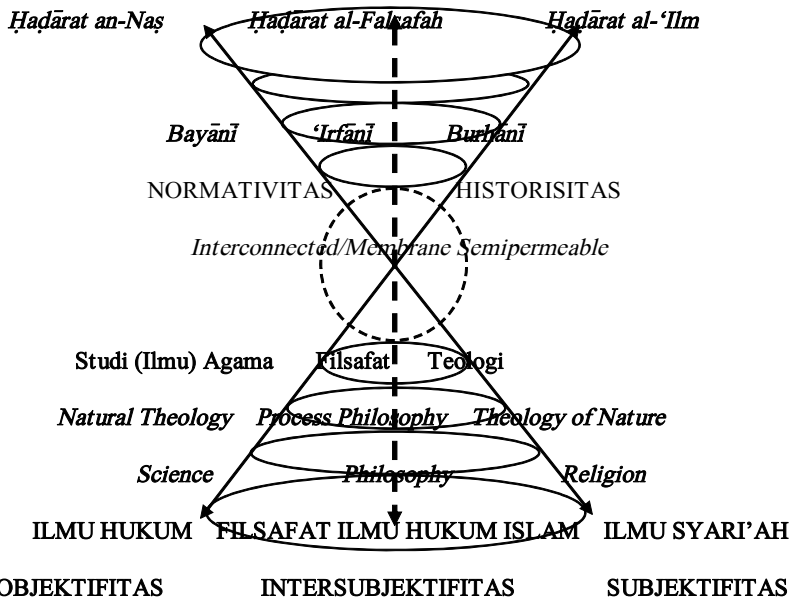 Ḥaḍārat an-Naṣ Ḥaḍārat al-Falsafah Ḥaḍārat al-‘Ilm
Bayānī ‘Irfānī Burhānī
NORMATIVITAS HISTORISITAS
Interconnected/Membrane Semipermeable
Studi (Ilmu) Agama Filsafat Teologi
Natural Theology Process Philosophy Theology of Nature
Science Philosophy Religion
ILMU HUKUM FILSAFAT ILMU HUKUM ISLAM ILMU SYARI’AH
OBJEKTIFITAS INTERSUBJEKTIFITAS SUBJEKTIFITAS